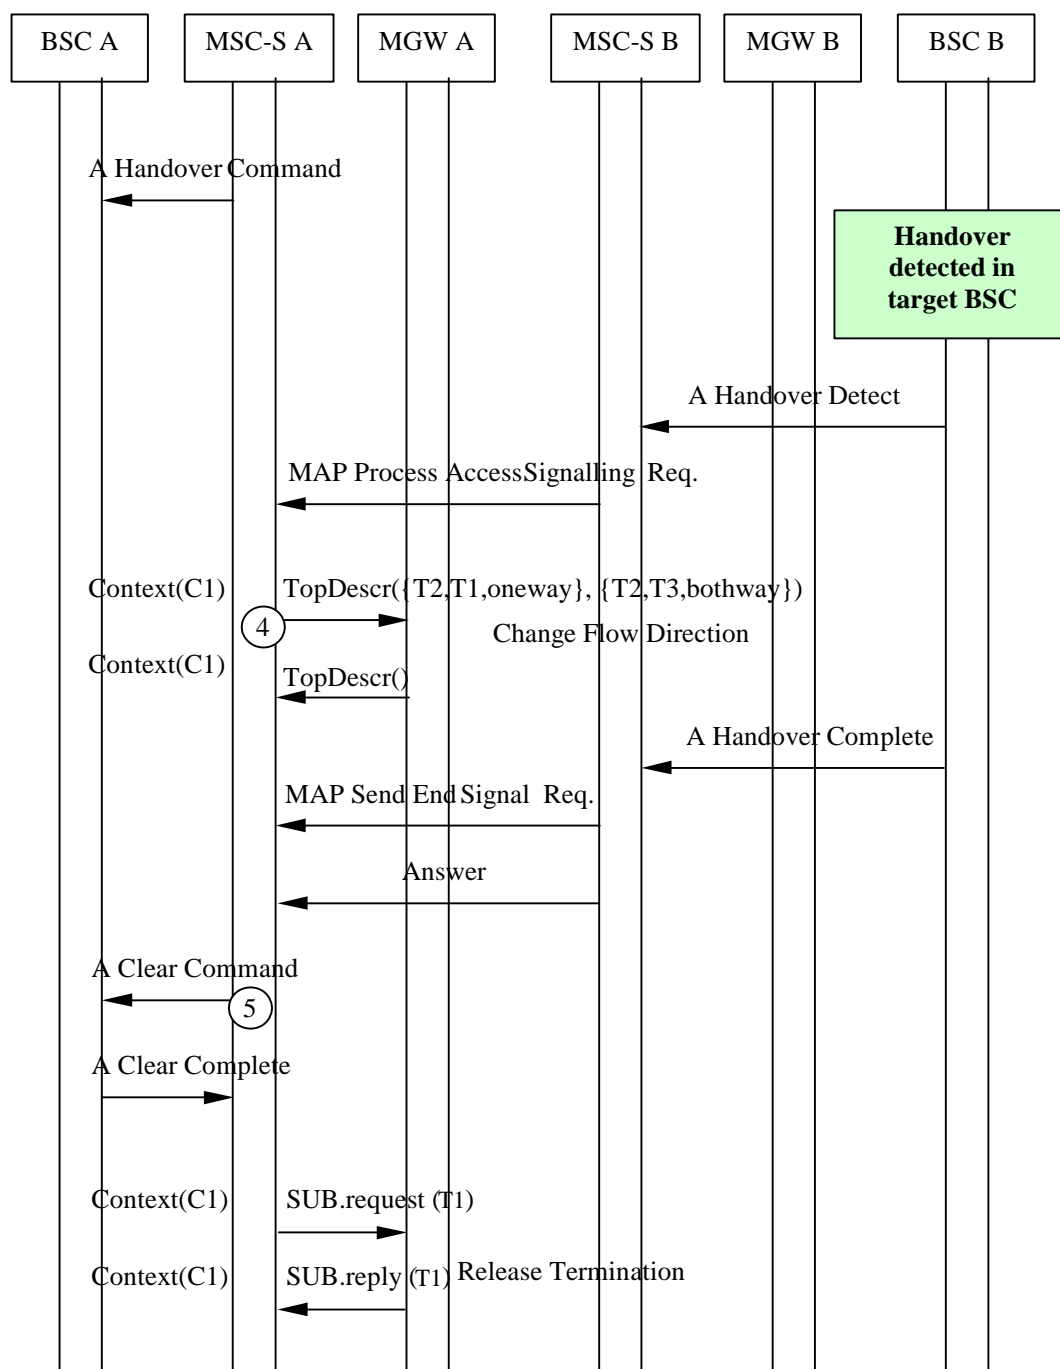 BSC A MSC-S A MGW A MSC-S B MGW B BSC B
A Handover Command
Handover
detected in
target BSC
A Handover Detect
MAP Process AccessSignalling Req.
Context(C1) TopDescr({T2,T1,oneway}, {T2,T3,bothway})
4 Change Flow Direction
Context(C1) TopDescr()
A Handover Complete
MAP Send End Signal Req.
Answer
A Clear Command
5
A Clear Complete
Context(C1) SUB.request (T1)
Context(C1) SUB.reply (T1) Release Termination